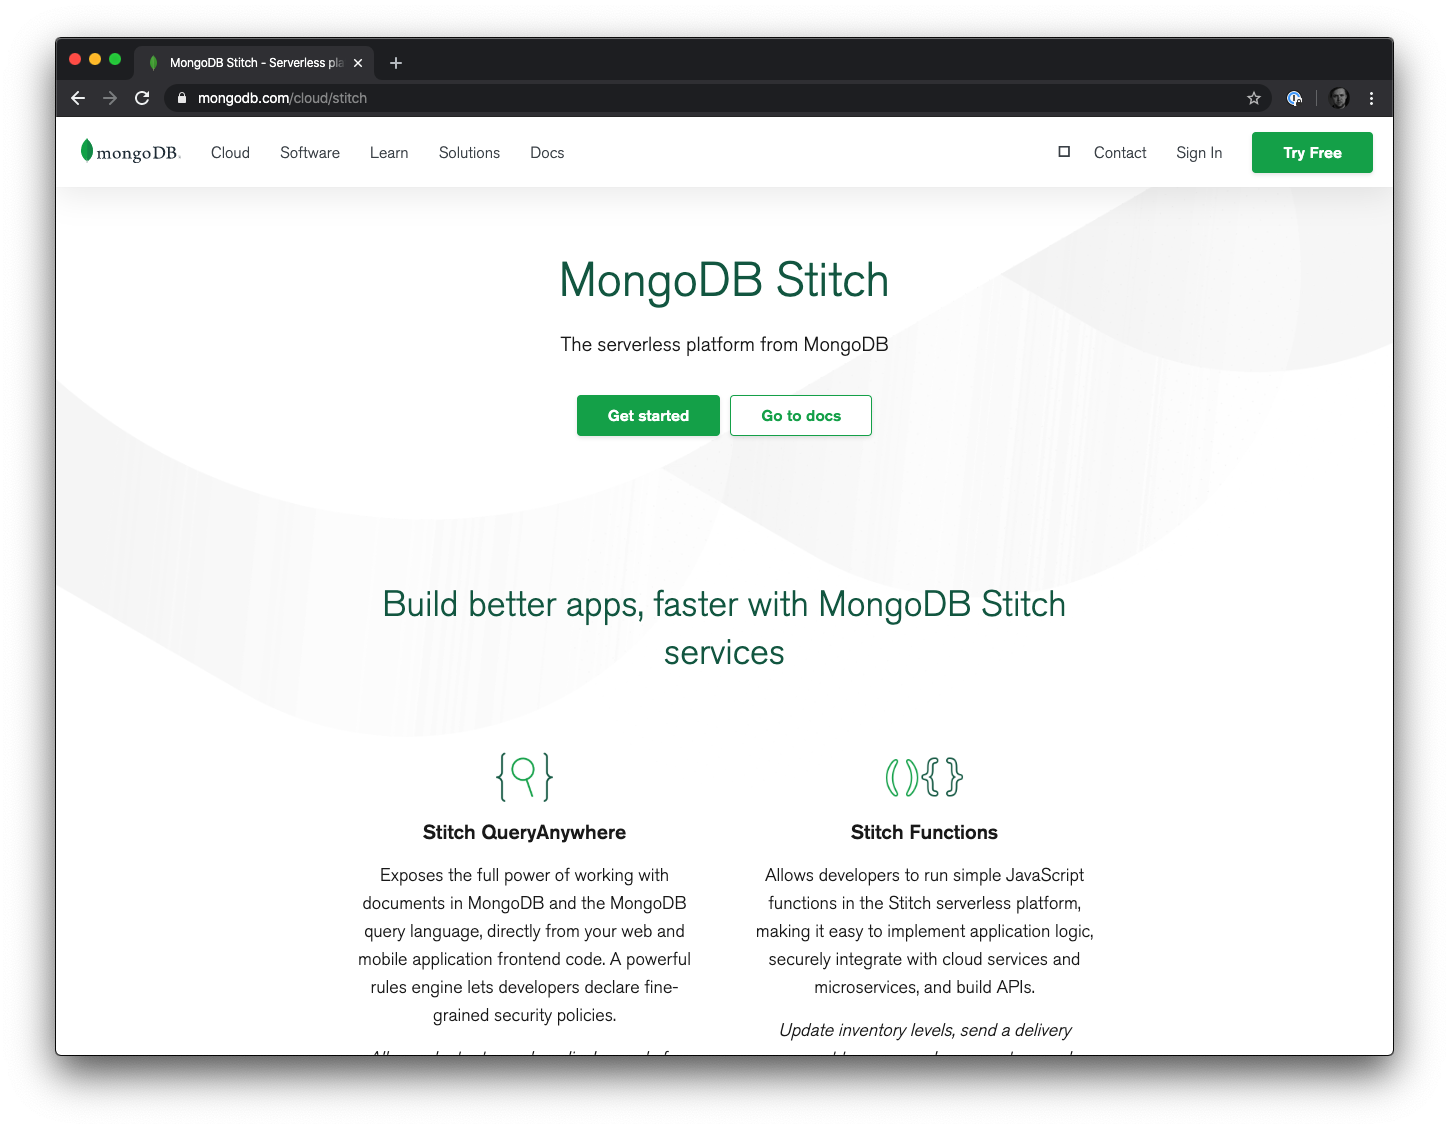 MongoDB Stitch - Serverless pla
mongodb.com/cloud/stitch
mongoDB.
Cloud
Software
Learn
Solutions
Docs
Contact
Sign In
Try Free
MongoDB Stitch
The serverless platform from MongoDB
Get started
Go to docs
Build better apps, faster with MongoDB Stitch
services
Stitch QueryAnywhere
Exposes the full power of working with
documents in MongoDB and the MongoDB
query language, directly from your web and
mobile application frontend code. A powerful
rules engine lets developers declare fine-
grained security policies.
Stitch Functions
Allows developers to run simple JavaScript
functions in the Stitch serverless platform,
making it easy to implement application logic,
securely integrate with cloud services and
microservices, and build APIs.
Update inventory levels, send a delivery